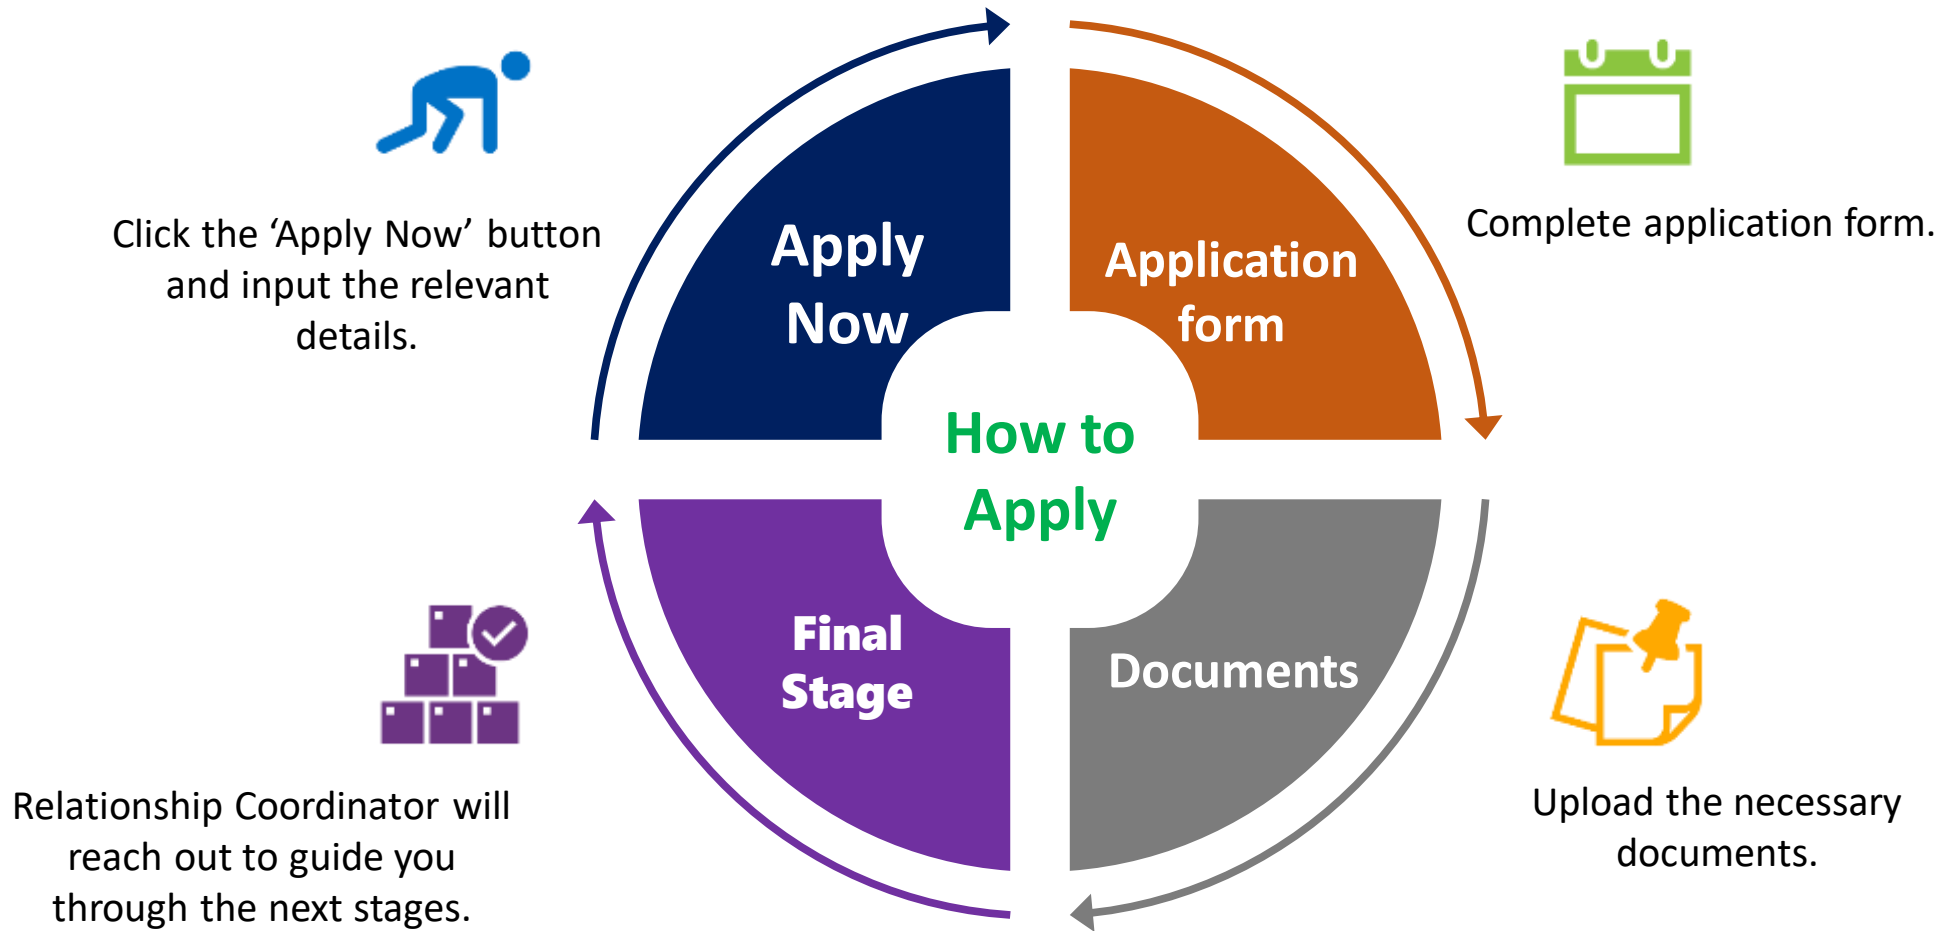 Click the ‘Apply Now’ button
and input the relevant
details.
Apply
Now
Application
form
Complete application form.
How to
Apply
Final
Stage
Documents
Relationship Coordinator will
reach out to guide you
through the next stages.
Upload the necessary
documents.